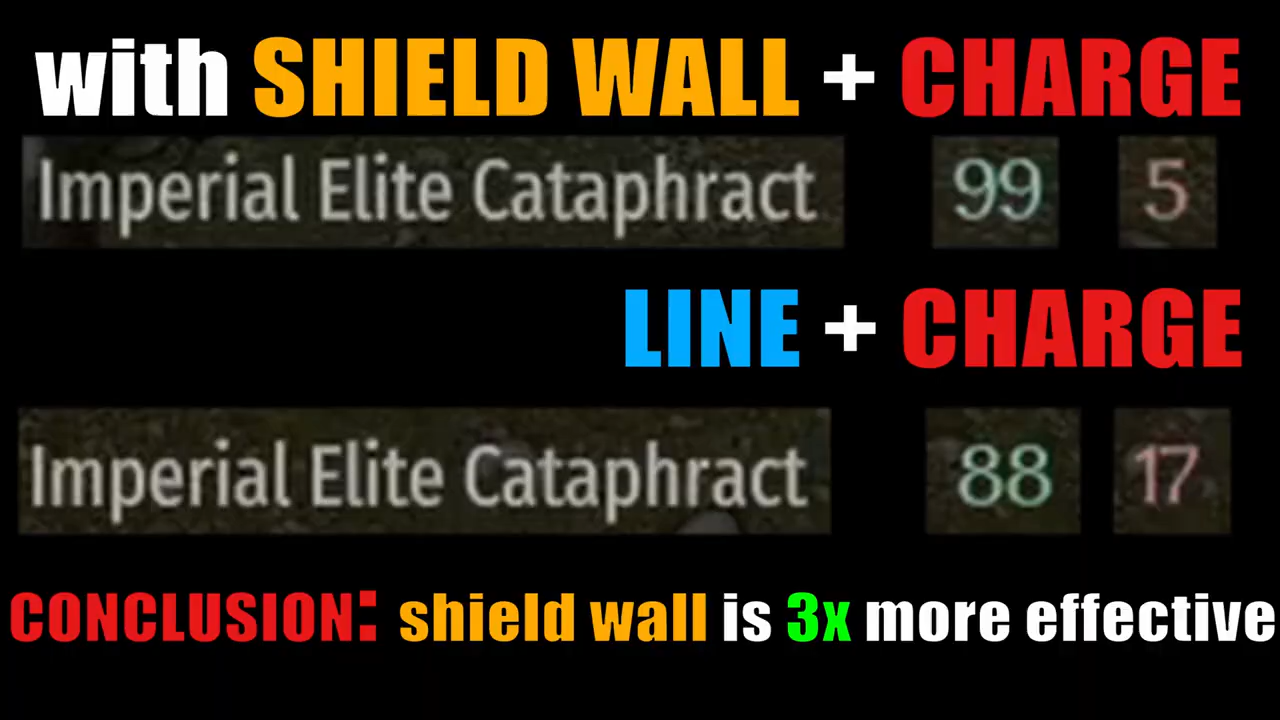 with SHIELD WALL + CHARGE
Imperial Elite Cataphract 99 5
LINE + CHARGE
Imperial Elite Cataphract 88 17
CONCLUSION: shield wall is 3x more effective